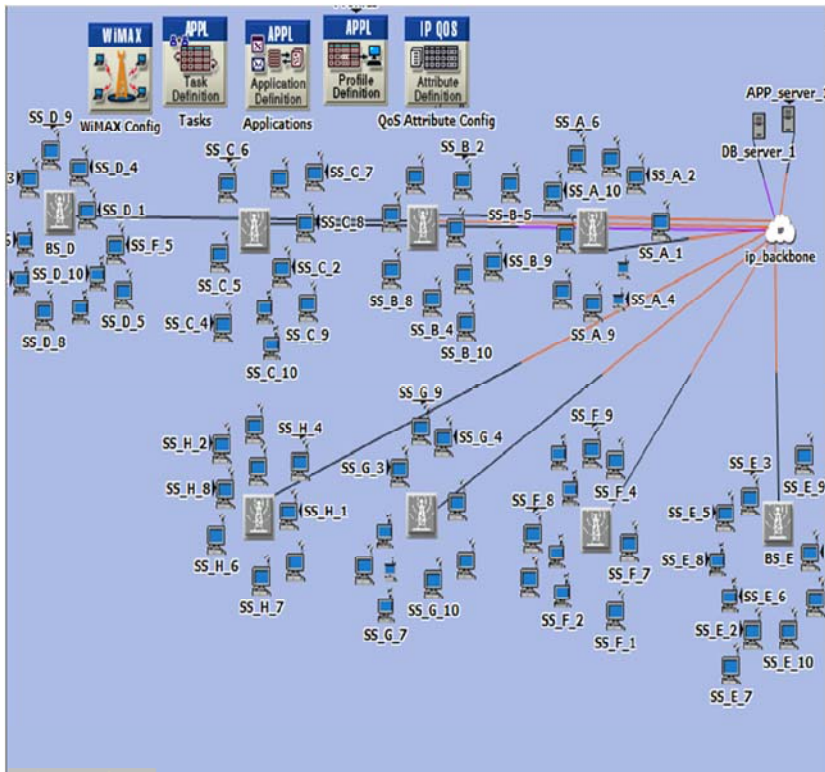 WiMAX
APPL
APPL
APPL
IP QOS
Task
Definition
Application
Definition
Profile
Definition
Attribute
Definition
WiMAX Config
Tasks
Applications
QoS Attribute Config
APP_server_2
DB_server_1
ip_backbone
SS_D_9
SS_D_4
SS_D_1
BS_D
SS_F_5
SS_D_10
SS_D_5
SS_D_8
SS_C_6
SS_C_7
SS_C_8
SS_C_2
SS_C_5
SS_C_4
SS_C_9
SS_C_10
SS_B_2
SS_B_5
SS_B_9
SS_B_8
SS_B_4
SS_B_10
SS_A_6
SS_A_2
SS_A_10
SS_A_1
SS_A_4
SS_A_9
SS_H_2
SS_H_4
SS_H_8
SS_H_1
SS_H_6
SS_H_7
SS_G_9
SS_G_4
SS_G_3
SS_G_10
SS_G_7
SS_F_9
SS_F_4
SS_F_8
SS_F_7
SS_F_2
SS_F_1
SS_E_3
SS_E_9
SS_E_5
BS_E
SS_E_8
SS_E_6
SS_E_2
SS_E_10
SS_E_7